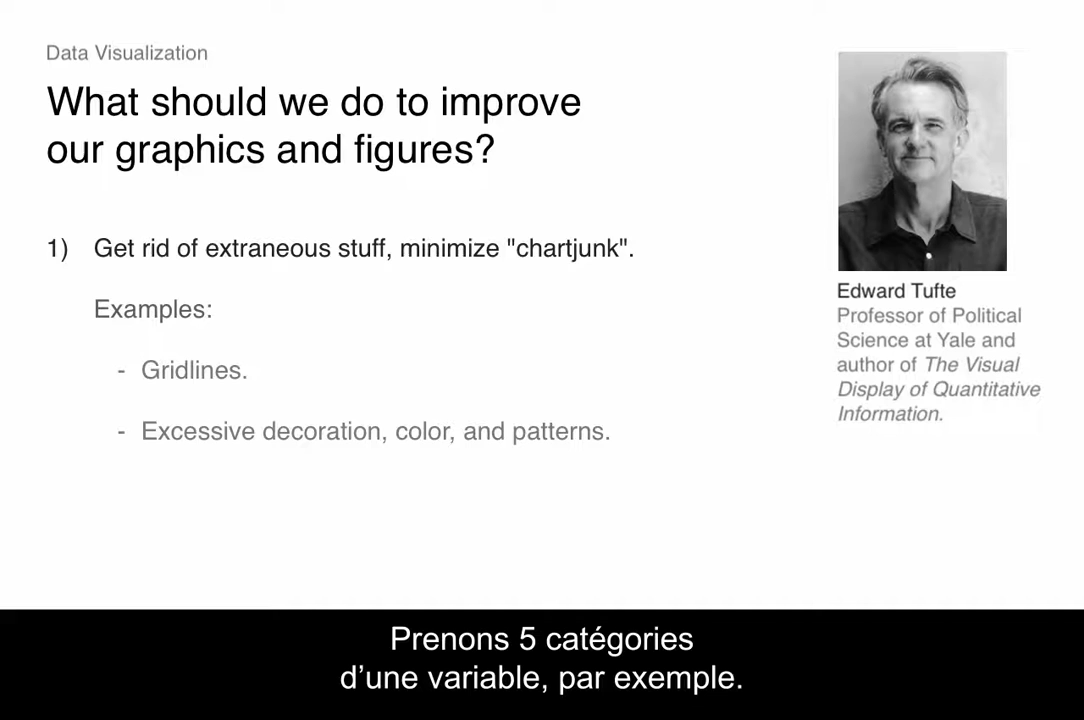 Data Visualization
What should we do to improve
our graphics and figures?
1) Get rid of extraneous stuff, minimize "chartjunk".
Examples:
- Gridlines.
- Excessive decoration, color, and patterns.
Edward Tufte
Professor of Political
Science at Yale and
author of The Visual
Display of Quantitative
Information.
Prenons 5 catégories
d’une variable, par exemple.